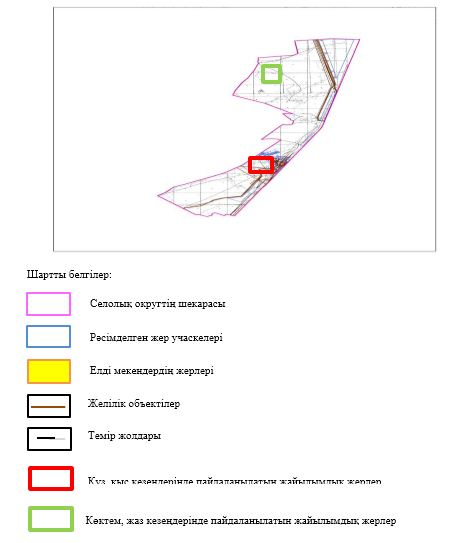 Шартты белгілер:
Селолық округтің шекарасы
Рәсімделген жер учаскелері
Елді мекендердің жерлері
Желілік объектілер
Темір жолдары
Күз, қыс кезеңдерінде пайдаланылатын жайылымдық жерлер
Көктем, жаз кезеңдерінде пайдаланылатын жайылымдық жерлер